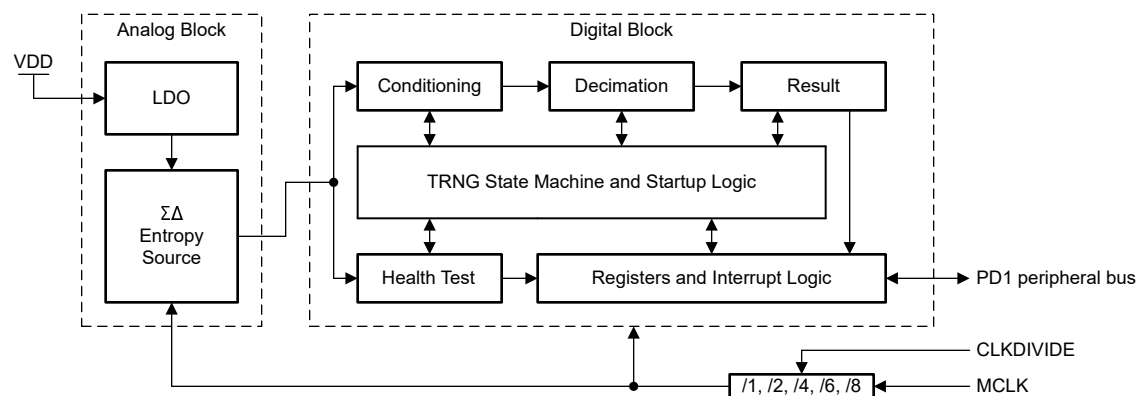 Analog Block
Digital Block
VDD
LDO
Conditioning
Decimation
Result
TRNG State Machine and Startup Logic
ΣΔ
Entropy
Source
Health Test
Registers and Interrupt Logic
PD1 peripheral bus
CLKDIVIDE
/1, /2, /4, /6, /8
MCLK